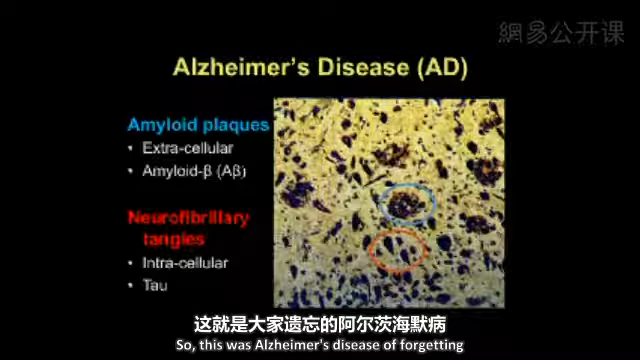 網易公开课
Alzheimer's Disease (AD)
Amyloid plaques
• Extra-cellular
• Amyloid-β (Aβ)
Neurofibrillary
tangles
• Intra-cellular
• Tau
这就是大家遗忘的阿尔茨海默病
So, this was Alzheimer's disease of forgetting